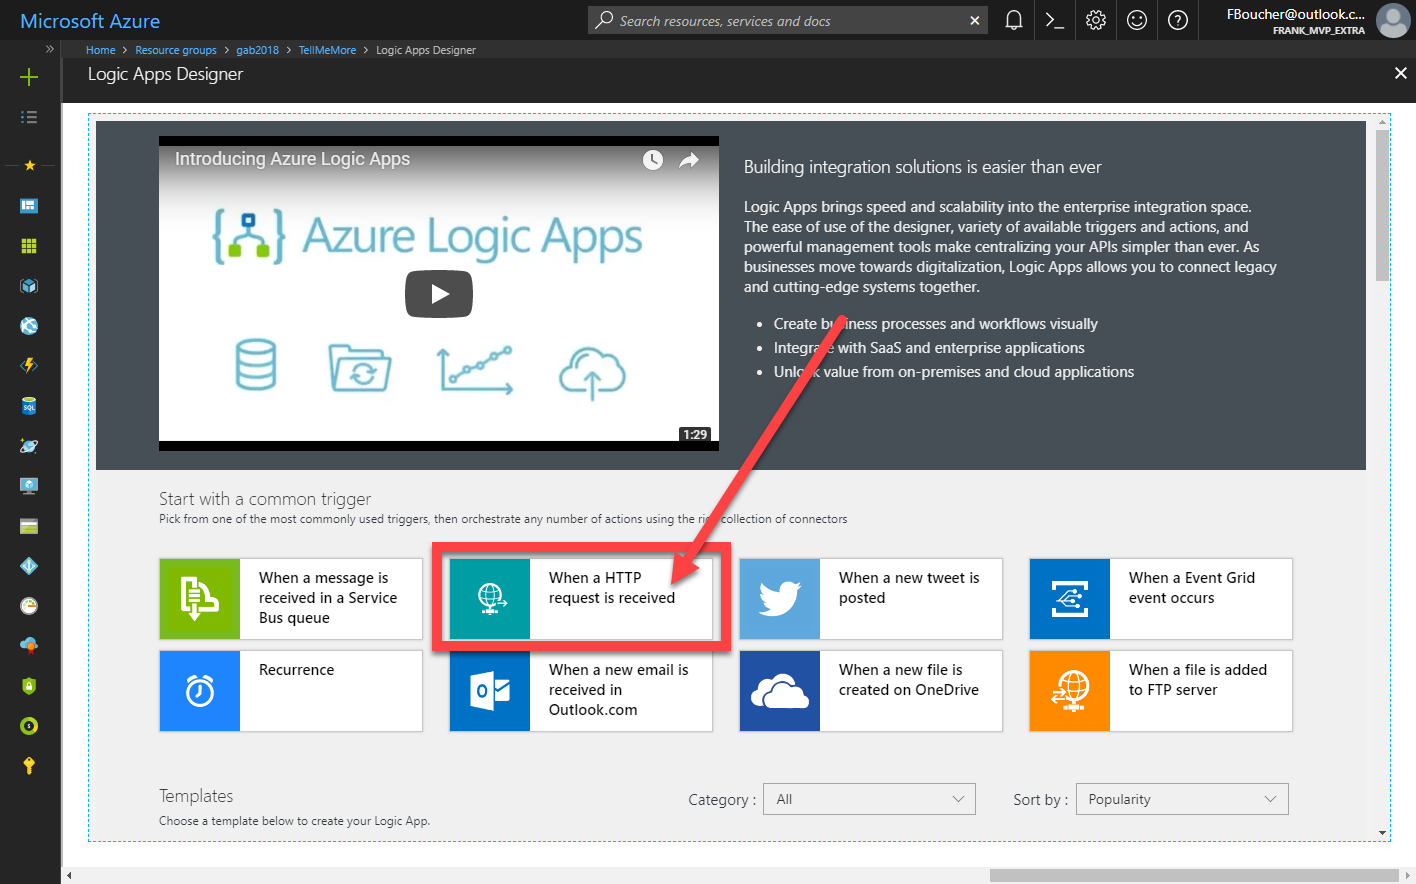 Microsoft Azure
Search resources, services and docs
FBoucher@outlook.c...
FRANK_MVP_EXTRA
Home > Resource groups > gab2018 > TellMeMore > Logic Apps Designer
Logic Apps Designer
Introducing Azure Logic Apps
Azure Logic Apps
1:29
Building integration solutions is easier than ever
Logic Apps brings speed and scalability into the enterprise integration space.
The ease of use of the designer, variety of available triggers and actions, and
powerful management tools make centralizing your APIs simpler than ever. As
businesses move towards digitalization, Logic Apps allows you to connect legacy
and cutting-edge systems together.
• Create business processes and workflows visually
• Integrate with SaaS and enterprise applications
• Unlock value from on-premises and cloud applications
Start with a common trigger
Pick from one of the most commonly used triggers, then orchestrate any number of actions using the rich collection of connectors
When a message is
received in a Service
Bus queue
When a HTTP
request is received
When a new tweet is
posted
When a Event Grid
event occurs
Recurrence
When a new email is
received in
Outlook.com
When a new file is
created on OneDrive
When a file is added
to FTP server
Templates
Choose a template below to create your Logic App.
Category :
All
Sort by :
Popularity
SQL